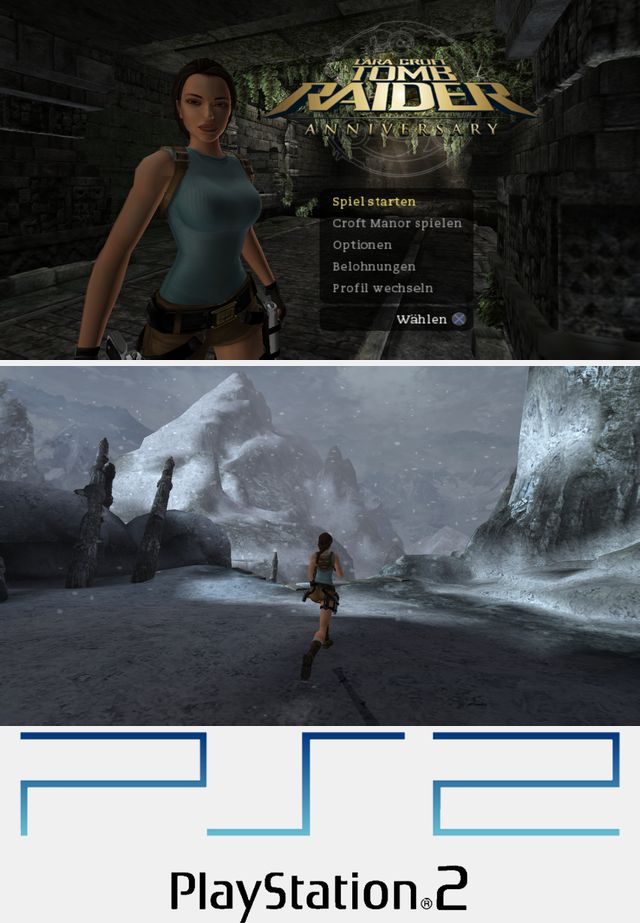 LARA CROFT
TOMB
RAIDER
ANNIVERSARY
Spiel starten
Croft Manor spielen
Optionen
Belohnungen
Profil wechseln
Wählen
PS2
PlayStation®2